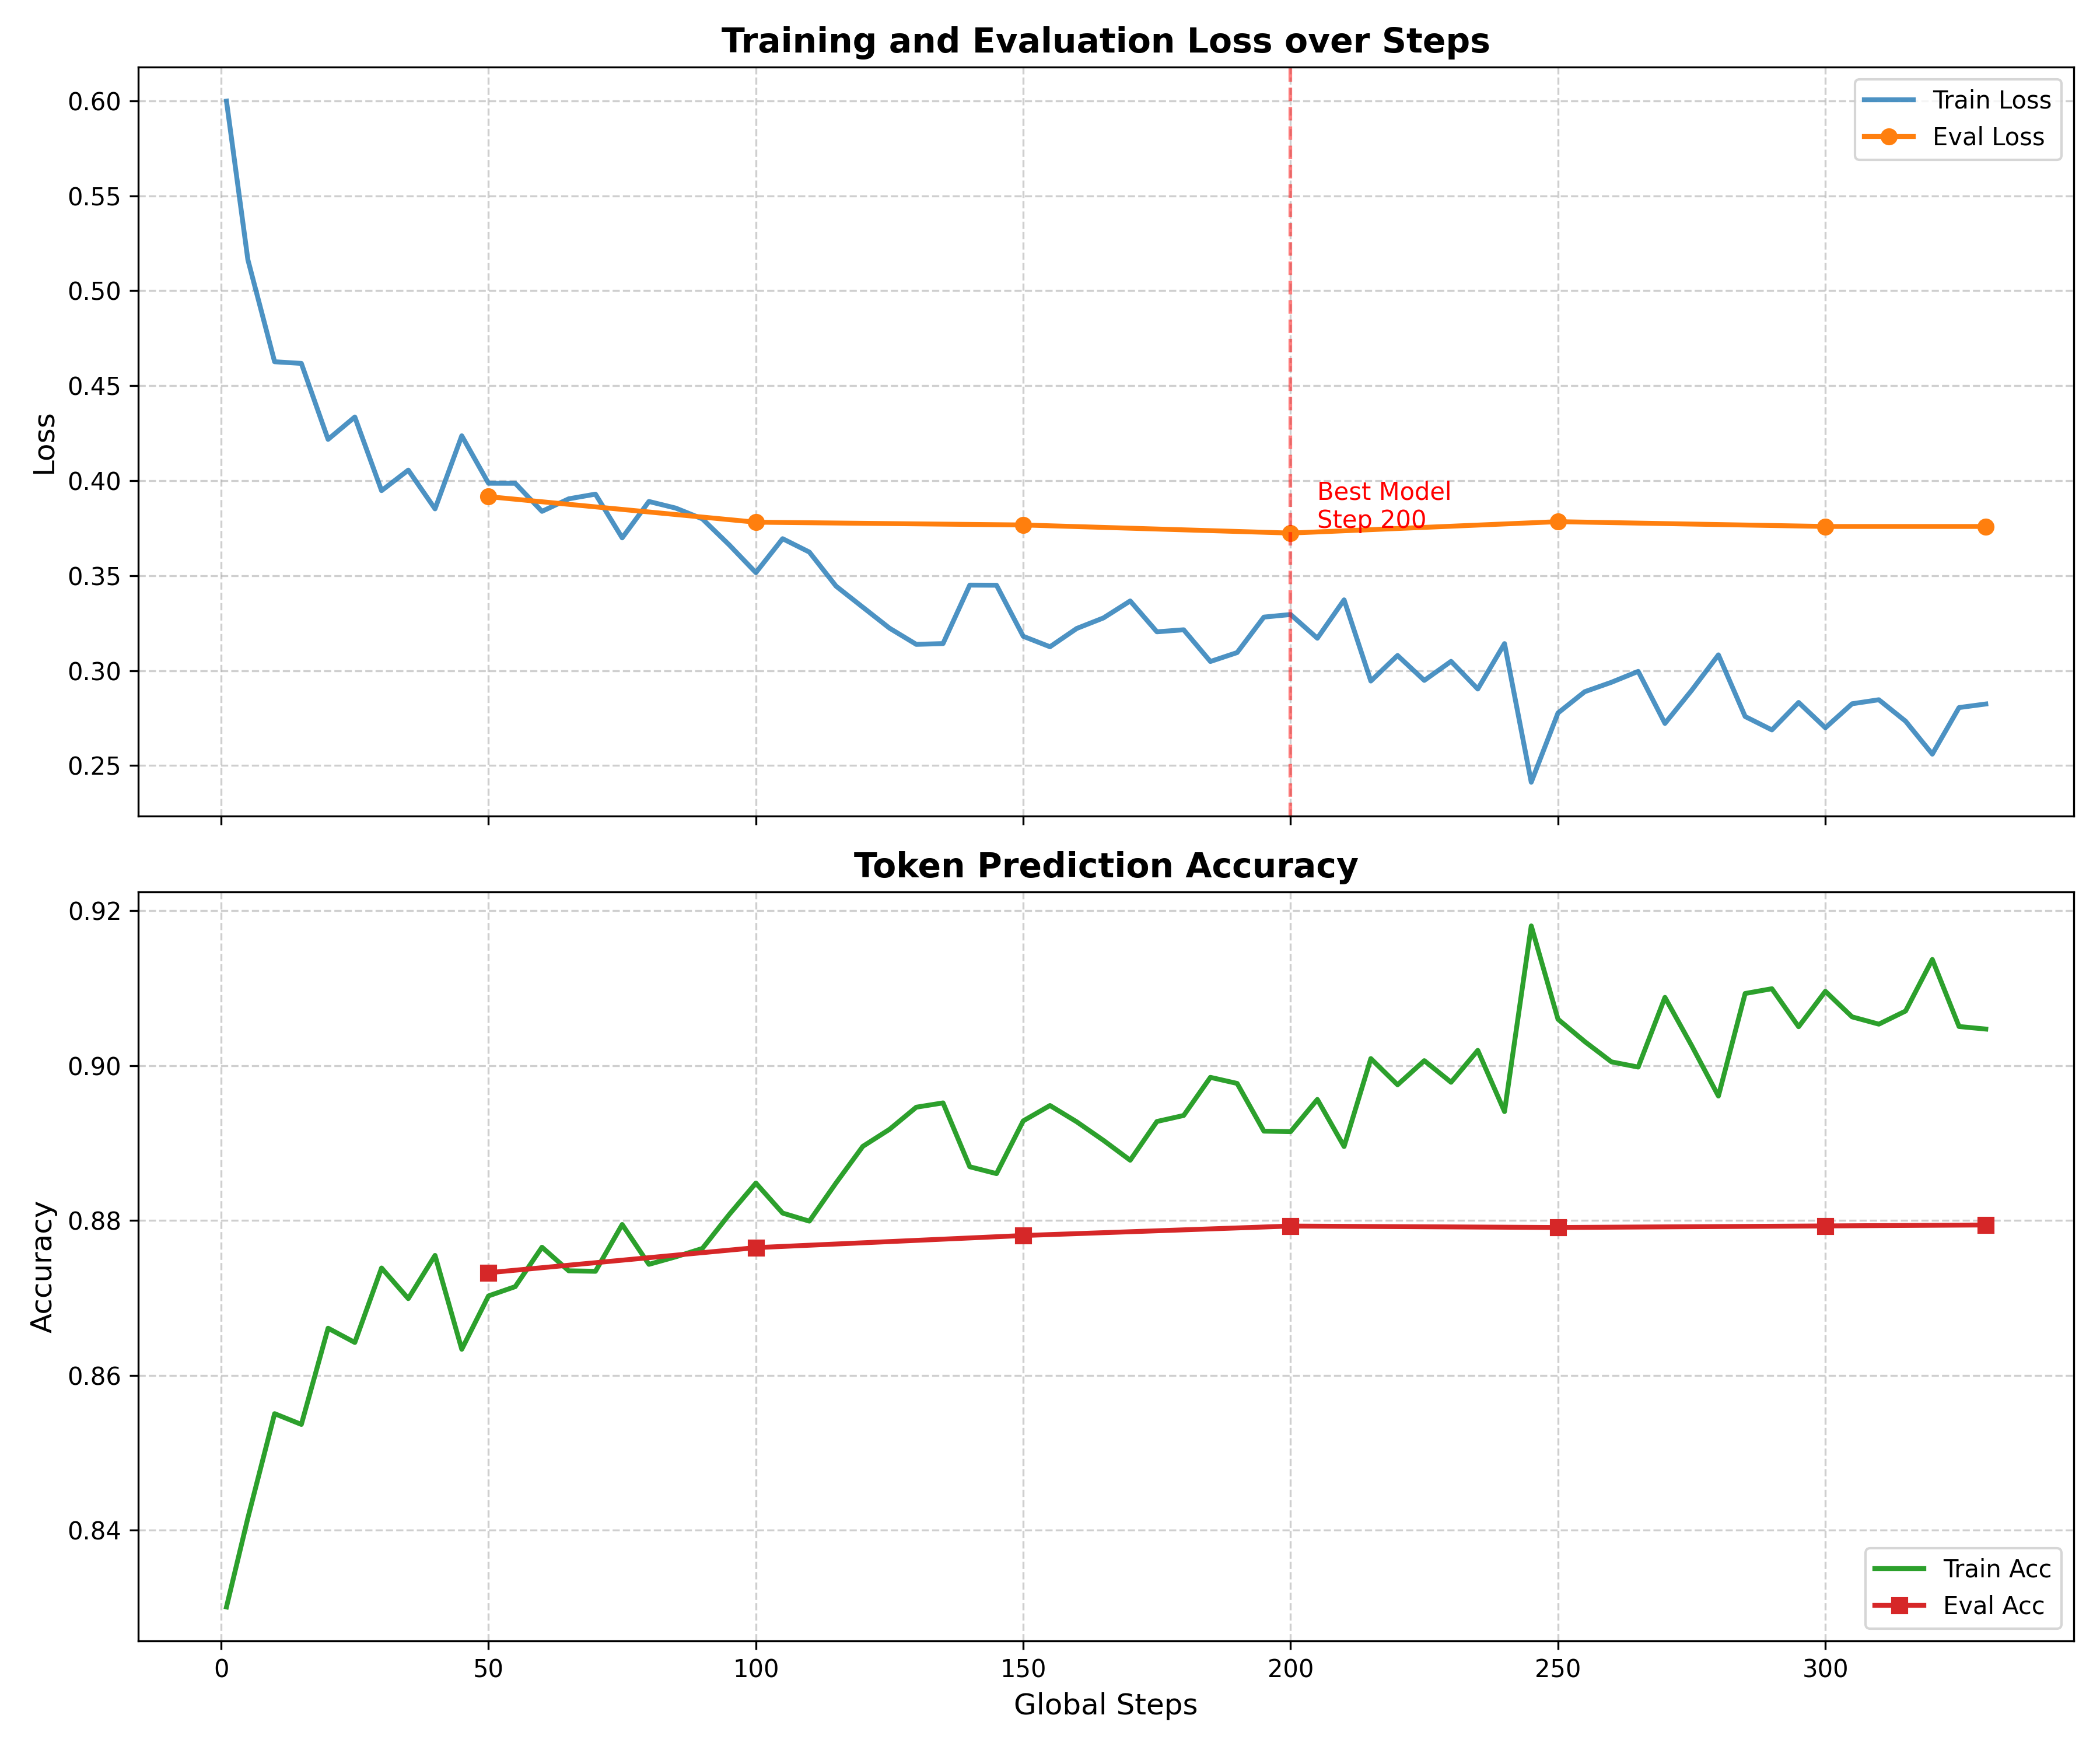 Training and Evaluation Loss over Steps
0.60
0.55
0.50
0.45
0.40
0.35
0.30
0.25
Loss
Train Loss
Eval Loss
Best Model
Step 200
Token Prediction Accuracy
0.92
0.90
0.88
0.86
0.84
Accuracy
Train Acc
Eval Acc
0 50 100 150 200 250 300
Global Steps